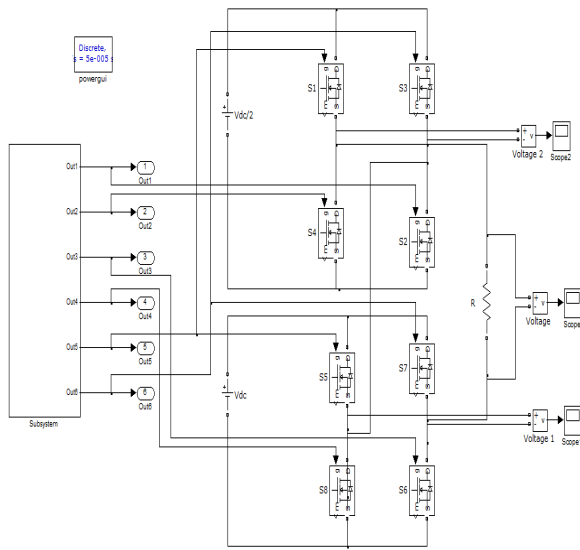 Discrete,
s = 5e-005 s
powergui
Vdc/2
S1
S3
S4
S2
Voltage 2
Scope2
Out1
1
Out1
Out2
2
Out2
Out3
3
Out3
Out4
4
Out4
Out5
5
Out5
Out6
6
Out6
Subsystem
R
Voltage
Scope
Vdc
S5
S7
S8
S6
Voltage 1
Scope1